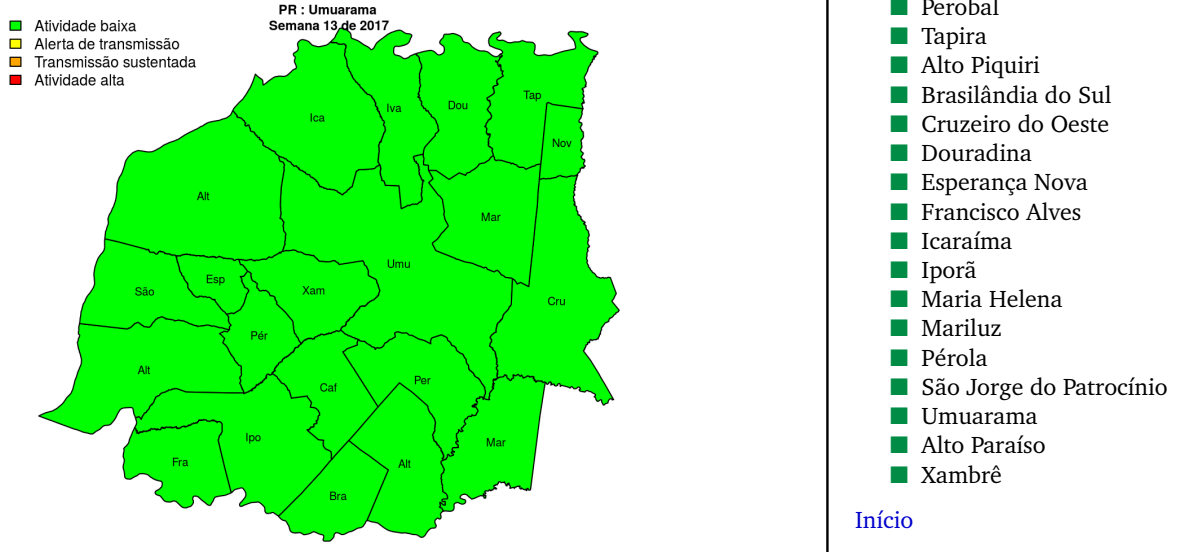 PR : Umuarama
Semana 13 de 2017
Atividade baixa
Alerta de transmissão
Transmissão sustentada
Atividade alta
Ica
Iva
Dou
Tap
Nov
Alt
Mar
Umu
Esp
São
Xam
Cru
Pér
Alt
Caf
Per
Ipo
Mar
Fra
Alt
Bra
Perobal
Tapira
Alto Piquiri
Brasilândia do Sul
Cruzeiro do Oeste
Douradina
Esperança Nova
Francisco Alves
Icaraíma
Iporã
Maria Helena
Mariluz
Pérola
São Jorge do Patrocínio
Umuarama
Alto Paraíso
Xambrê
Início